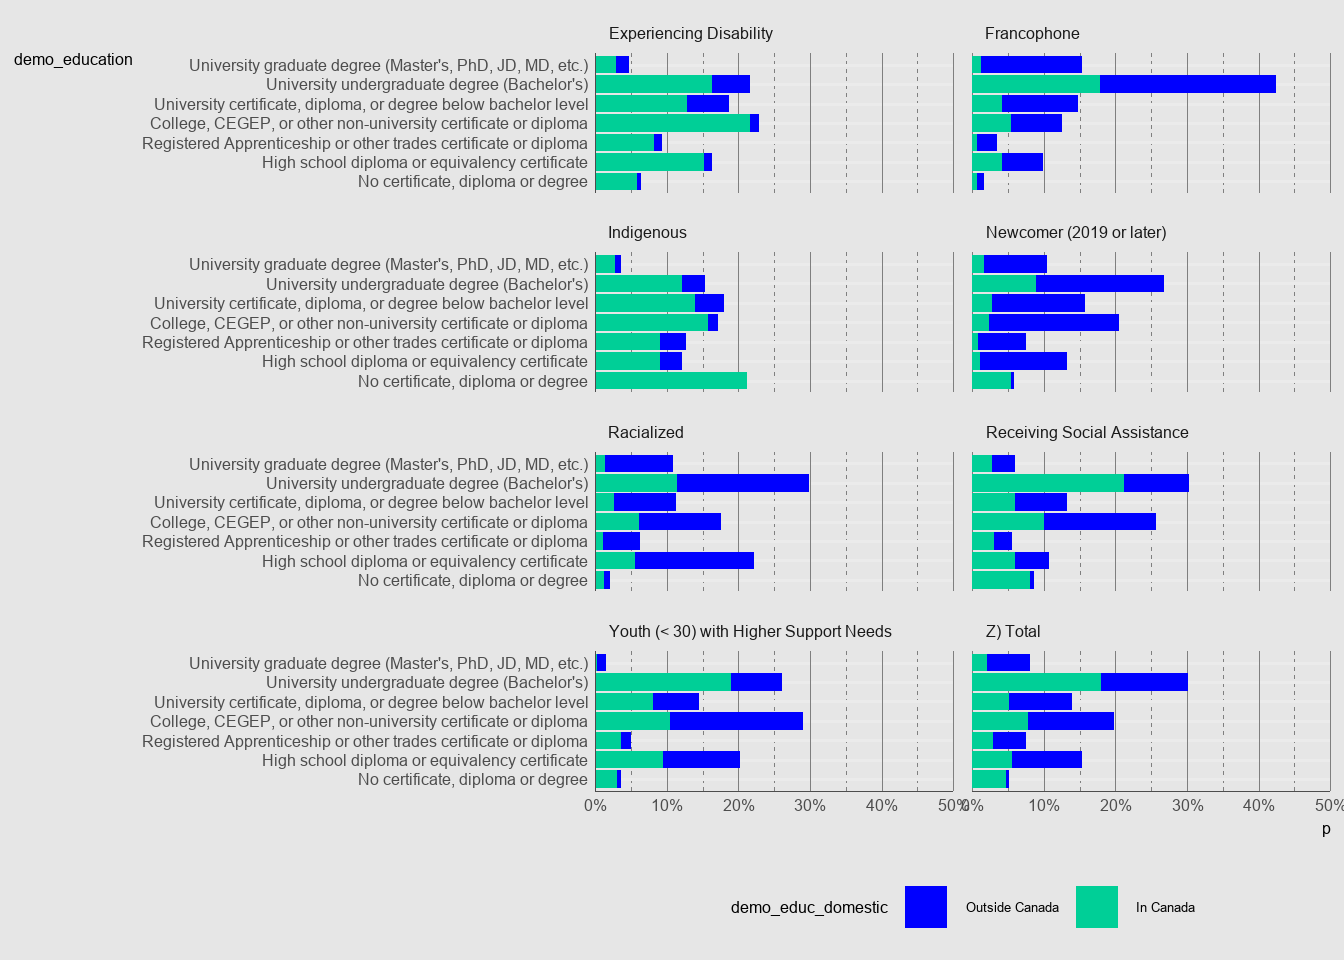 Experiencing Disability
Francophone
demo_education
University graduate degree (Master's, PhD, JD, MD, etc.)
University undergraduate degree (Bachelor's)
University certificate, diploma, or degree below bachelor level
College, CEGEP, or other non-university certificate or diploma
Registered Apprenticeship or other trades certificate or diploma
High school diploma or equivalency certificate
No certificate, diploma or degree
Indigenous
Newcomer (2019 or later)
University graduate degree (Master's, PhD, JD, MD, etc.)
University undergraduate degree (Bachelor's)
University certificate, diploma, or degree below bachelor level
College, CEGEP, or other non-university certificate or diploma
Registered Apprenticeship or other trades certificate or diploma
High school diploma or equivalency certificate
No certificate, diploma or degree
Racialized
Receiving Social Assistance
University graduate degree (Master's, PhD, JD, MD, etc.)
University undergraduate degree (Bachelor's)
University certificate, diploma, or degree below bachelor level
College, CEGEP, or other non-university certificate or diploma
Registered Apprenticeship or other trades certificate or diploma
High school diploma or equivalency certificate
No certificate, diploma or degree
Youth (< 30) with Higher Support Needs
Z) Total
University graduate degree (Master's, PhD, JD, MD, etc.)
University undergraduate degree (Bachelor's)
University certificate, diploma, or degree below bachelor level
College, CEGEP, or other non-university certificate or diploma
Registered Apprenticeship or other trades certificate or diploma
High school diploma or equivalency certificate
No certificate, diploma or degree
0% 10% 20% 30% 40% 50%
0% 10% 20% 30% 40% 50%
p
demo_educ_domestic
Outside Canada
In Canada